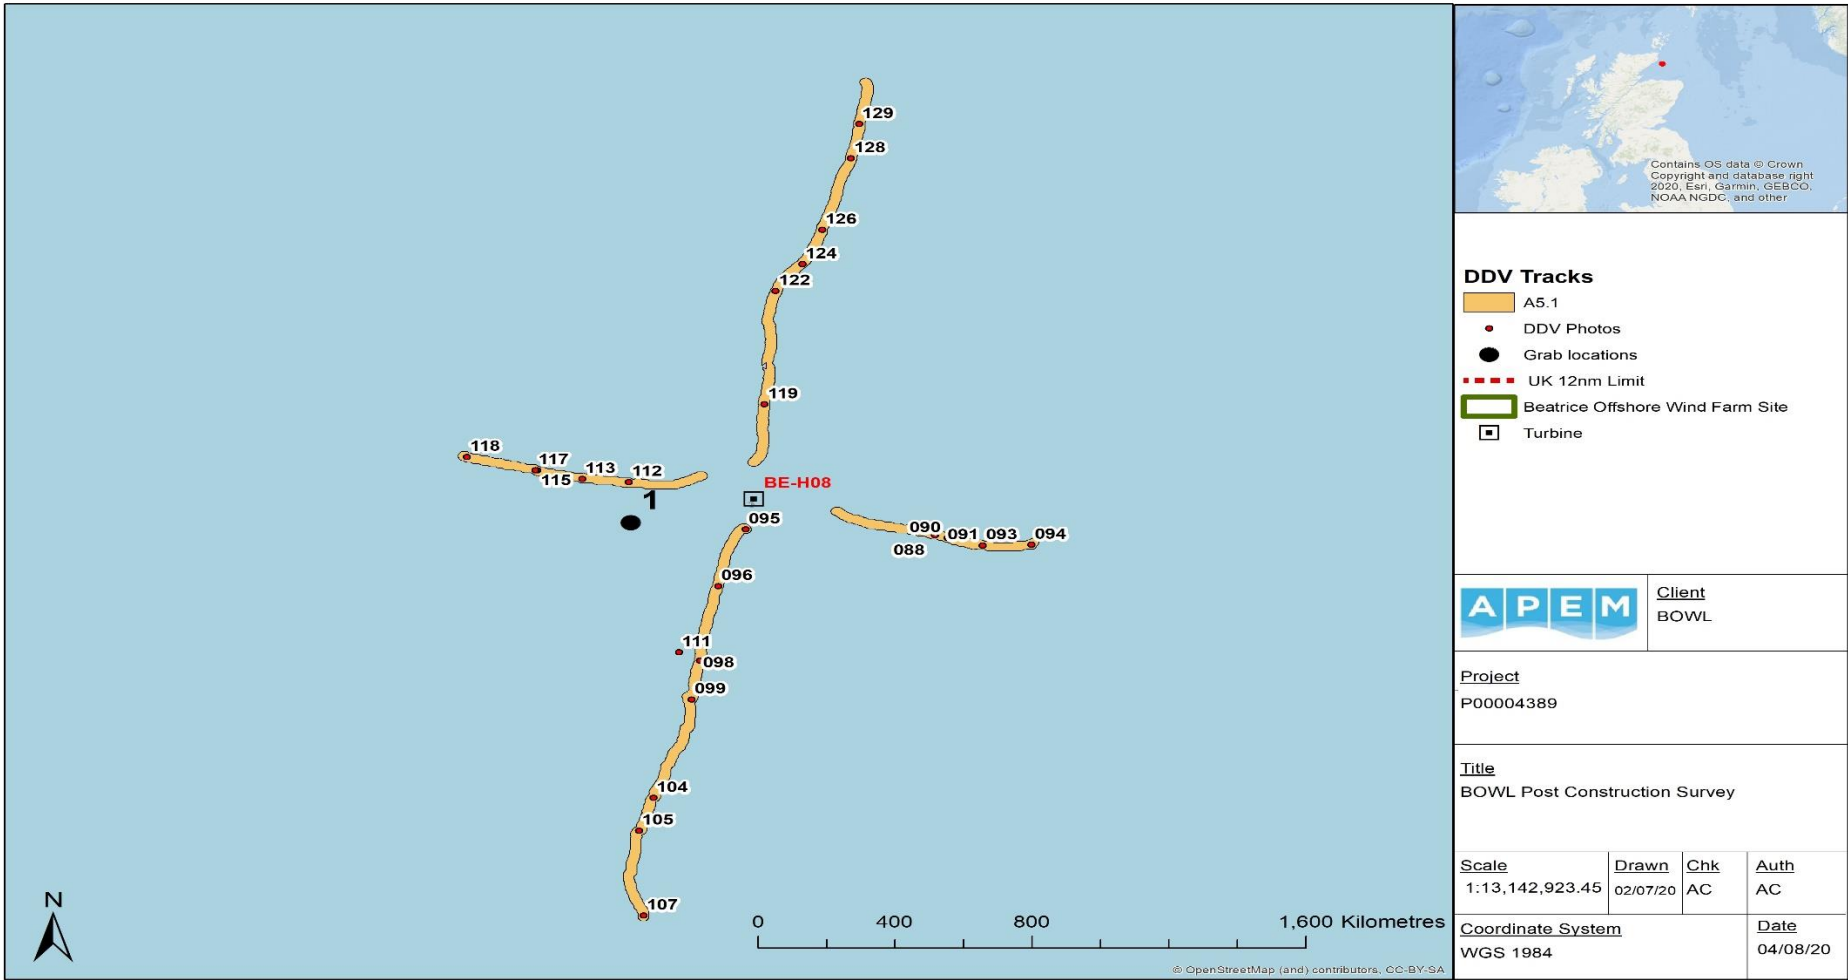 129
128
126
124
122
119
118
117
113
112
115
1
BE-H08
095
090
091
093
094
088
096
111
098
099
104
105
107
N
0 400 800 1,600 Kilometres
© OpenStreetMap (and) contributors, CC-BY-SA
Contains OS data © Crown
Copyright and database right
2020, Esri, Garmin, GEBCO,
NOAA NGDC, and other
DDV Tracks
A5.1
DDV Photos
Grab locations
UK 12nm Limit
Beatrice Offshore Wind Farm Site
Turbine
APEM
Client
BOWL
Project
P00004389
Title
BOWL Post Construction Survey
Scale
1:13,142,923.45
Drawn
02/07/20
Chk
AC
Auth
AC
Coordinate System
WGS 1984
Date
04/08/20